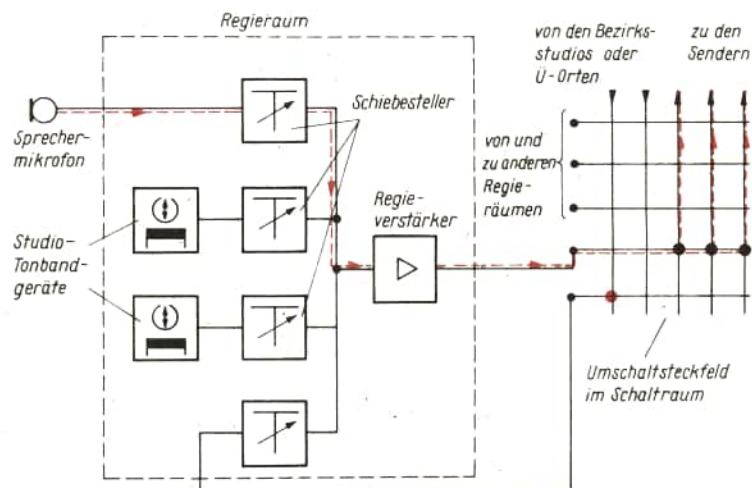 Regieraum
von den Bezirks-
studios oder
Ü-Orten
zu den
Sendern
Sprecher-
mikrofon
Schiebesteller
von und
zu anderen
Regie-
räumen
Studio-
Tonband-
geräte
Regie-
verstärker
Umschaltsteckfeld
im Schaltraum